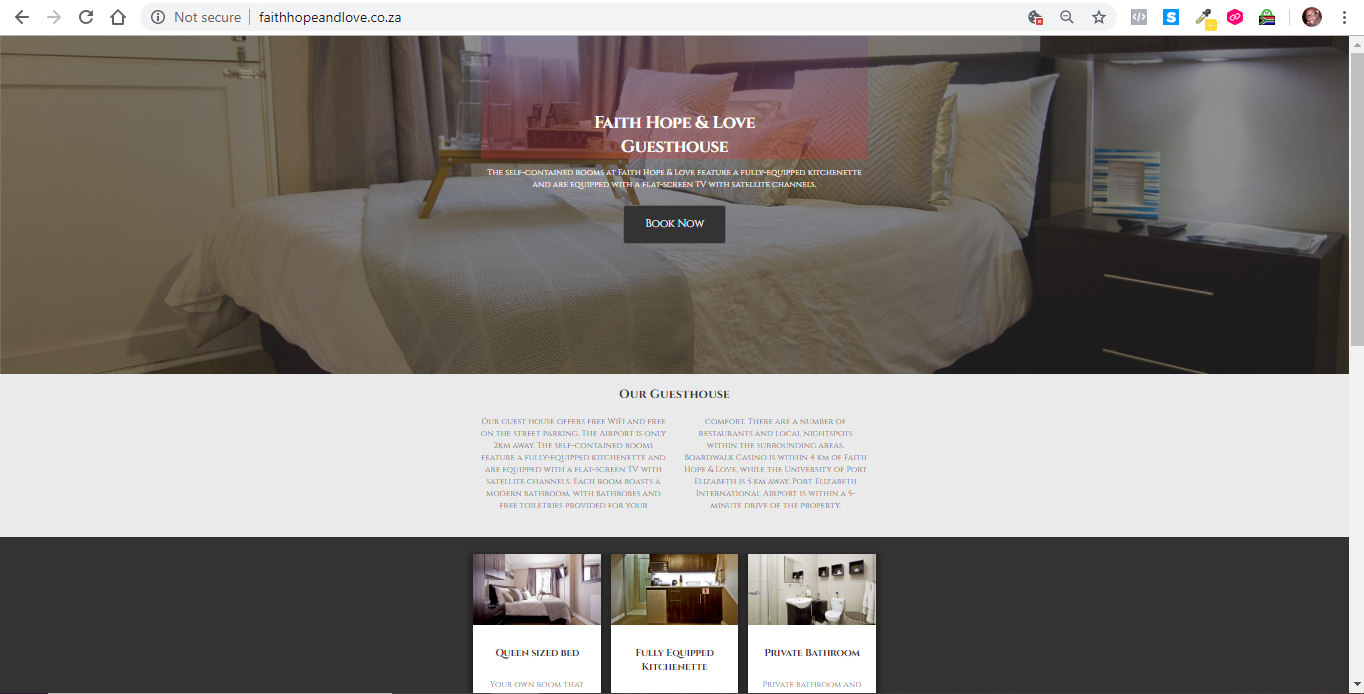 Not secure
faithhopeandlove.co.za
Faith Hope & Love
Guesthouse
The self-contained rooms at Faith Hope & Love feature a fully-equipped kitchenette
and are equipped with a flat-screen TV with satellite channels.
Book Now
Our Guesthouse
Our guest house offers free WiFi and free
on the street parking. The Airport is only
2km away. The self-contained rooms
feature a fully-equipped kitchenette and
are equipped with a flat-screen TV with
satellite channels. Each room boasts a
modern bathroom, with bathrobes and
free toiletries provided for your
comfort. There are a number of
restaurants and local nightspots
within the surrounding areas.
Boardwalk Casino is within 4 km of Faith
Hope & Love, while the University of Port
Elizabeth is 5 km away. Port Elizabeth
International Airport is within a 5-
minute drive of the property.
Queen sized bed
Your own room that
Fully Equipped
Kitchenette
Private Bathroom
Private bathroom and